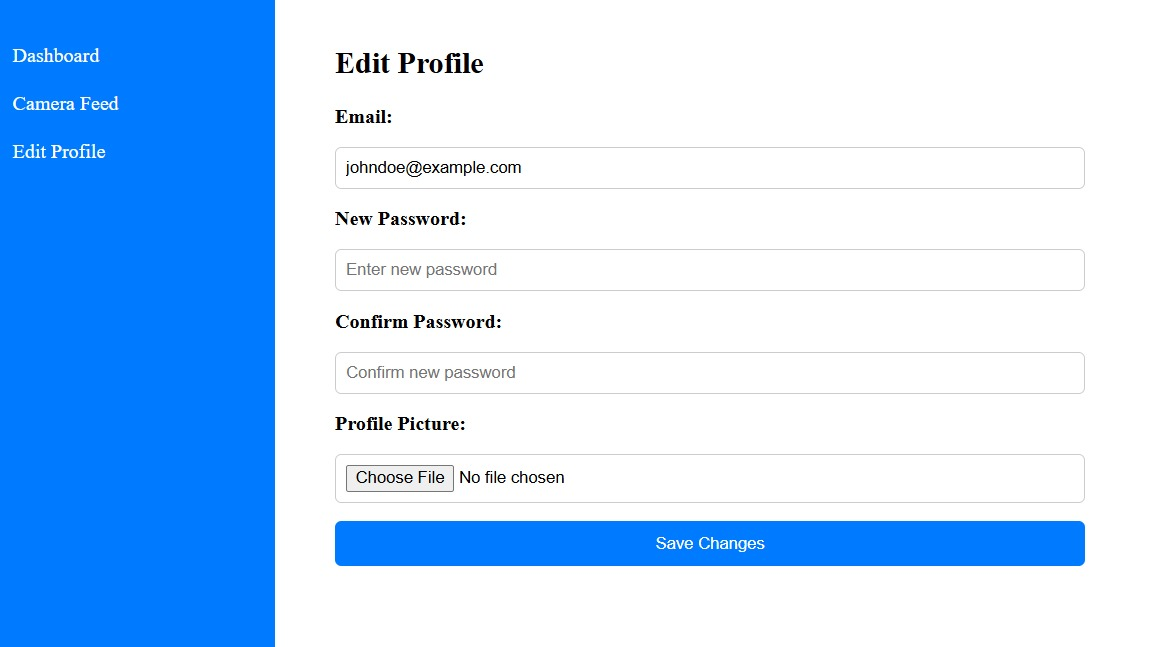 Dashboard
Camera Feed
Edit Profile
Edit Profile
Email:
johndoe@example.com
New Password:
Enter new password
Confirm Password:
Confirm new password
Profile Picture:
Choose File No file chosen
Save Changes